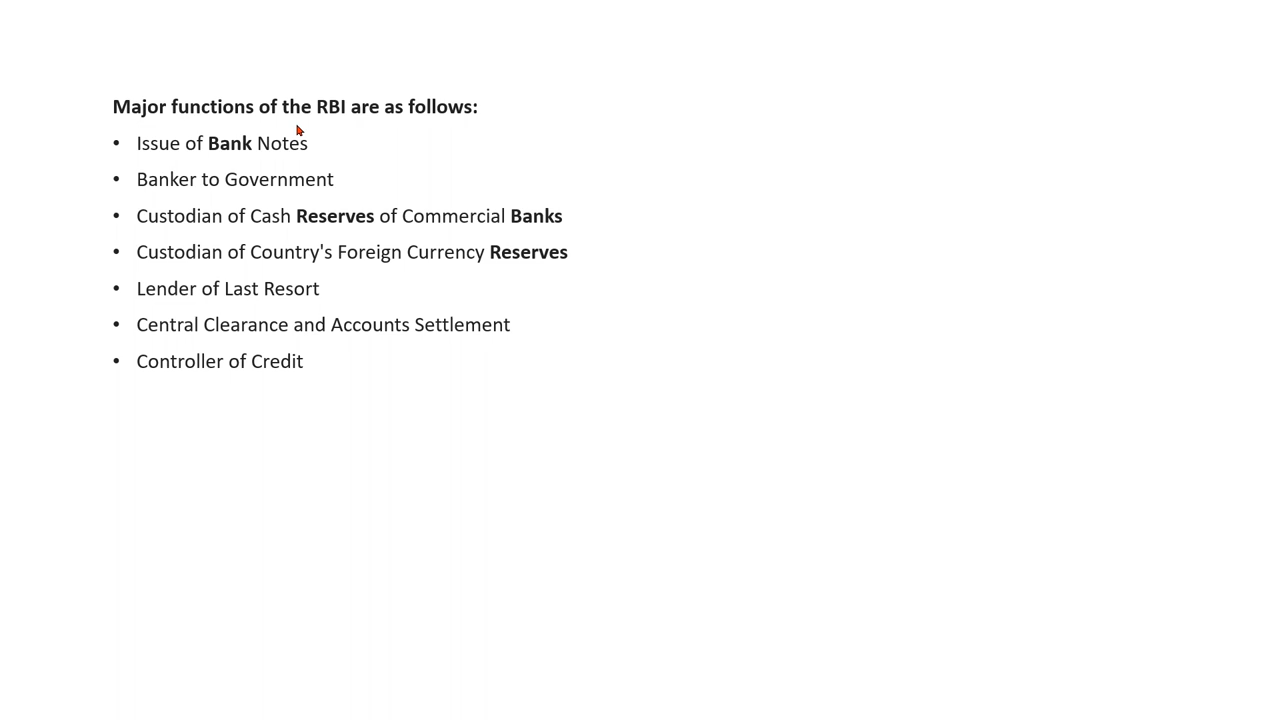 Major functions of the RBI are as follows:
• Issue of Bank Notes
• Banker to Government
• Custodian of Cash Reserves of Commercial Banks
• Custodian of Country's Foreign Currency Reserves
• Lender of Last Resort
• Central Clearance and Accounts Settlement
• Controller of Credit